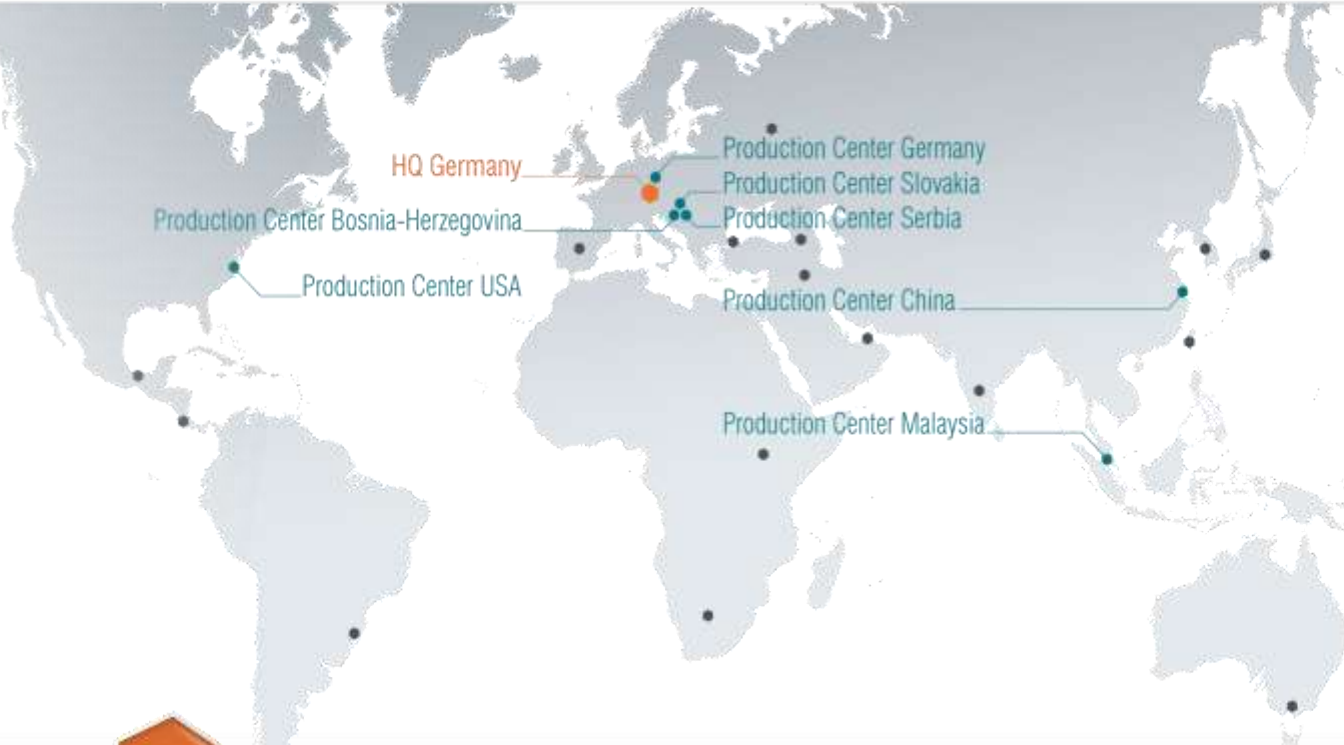 HQ Germany
Production Center Bosnia-Herzegovina
Production Center USA
Production Center Germany
Production Center Slovakia
Production Center Serbia
Production Center China
Production Center Malaysia